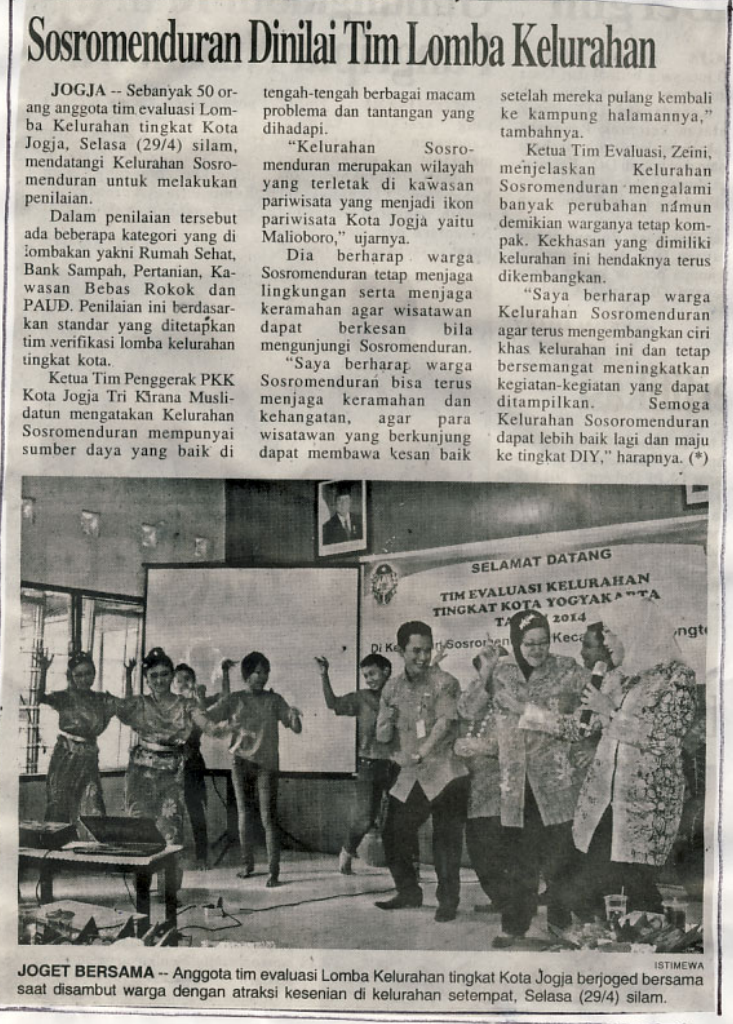 Sosromenduran Dinilai Tim Lomba Kelurahan
JOGJA -- Sebanyak 50 or-
ang anggota tim evaluasi Lom-
ba Kelurahan tingkat Kota
Jogja, Selasa (29/4) silam,
mendatangi Kelurahan Sosro-
menduran untuk melakukan
penilaian.
Dalam penilaian tersebut
ada beberapa kategori yang di
lombakan yakni Rumah Sehat,
Bank Sampah, Pertanian, Ka-
wasan Bebas Rokok dan
PAUD. Penilaian ini berdasar-
kan standar yang ditetapkan
tim verifikasi lomba kelurahan
tingkat kota.
Ketua Tim Penggerak PKK
Kota Jogja Tri Kirana Musli-
datun mengatakan Kelurahan
Sosromenduran mempunyai
sumber daya yang baik di
tengah-tengah berbagai macam
problema dan tantangan yang
dihadapi.
"Kelurahan Sosro-
menduran merupakan wilayah
yang terletak di kawasan
pariwisata yang menjadi ikon
pariwisata Kota Jogja yaitu
Malioboro," ujarnya.
Dia berharap warga
Sosromenduran tetap menjaga
lingkungan serta menjaga
keramahan agar wisatawan
dapat berkesan bila
mengunjungi Sosromenduran.
"Saya berharap warga
Sosromenduran bisa terus
menjaga keramahan dan
kehangatan, agar para
wisatawan yang berkunjung
dapat membawa kesan baik
setelah mereka pulang kembali
ke kampung halamannya,"
tambahnya.
Ketua Tim Evaluasi, Zeini,
menjelaskan Kelurahan
Sosromenduran mengalami
banyak perubahan namun
demikian warganya tetap kom-
pak. Kekhasan yang dimiliki
kelurahan ini hendaknya terus
dikembangkan.
"Saya berharap warga
Kelurahan Sosromenduran
agar terus mengembangkan ciri
khas kelurahan ini dan tetap
bersemangat meningkatkan
kegiatan-kegiatan yang dapat
ditampilkan. Semoga
Kelurahan Sosoromenduran
dapat lebih baik lagi dan maju
ke tingkat DIY," harapnya. (*)
SELAMAT DATANG
TIM EVALUASI KELURAHAN
TINGKAT KOTA YOGYAKARTA
2014
Di
ISTIMEWA
JOGET BERSAMA -- Anggota tim evaluasi Lomba Kelurahan tingkat Kota Jogja berjoged bersama
saat disambut warga dengan atraksi kesenian di kelurahan setempat, Selasa (29/4) silam.